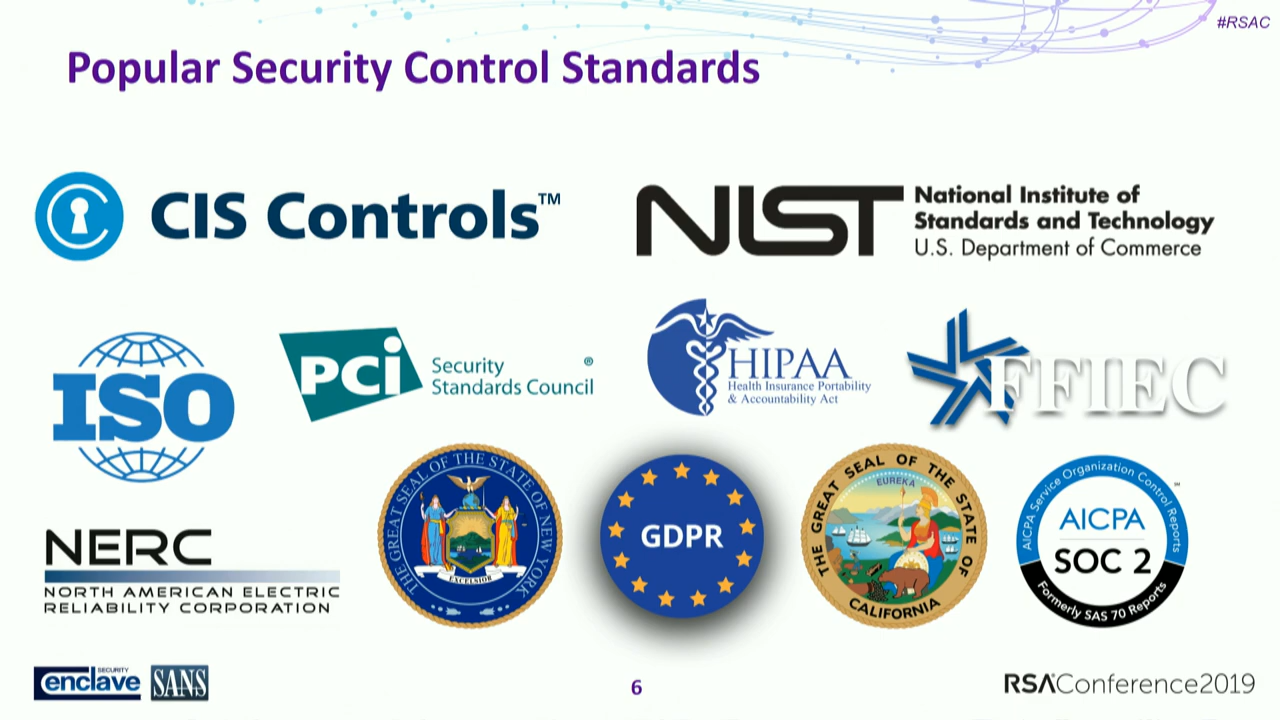 #RSAC
Popular Security Control Standards
CIS Controls™
NIST
National Institute of
Standards and Technology
U.S. Department of Commerce
ISO
PCi
Security ®
Standards Council
HIPAA
Health Insurance Portability
& Accountability Act
FFIEC
NERC
NORTH AMERICAN ELECTRIC
RELIABILITY CORPORATION
THE GREAT SEAL OF THE STATE OF NEW YORK
EXCELSIOR
GDPR
THE GREAT SEAL OF THE STATE OF CALIFORNIA
EUREKA
AICPA Service Organization Control Reports
SM
AICPA
SOC 2
Formerly SAS 70 Reports
SECURITY
enclave
SANS
6
RSAConference2019